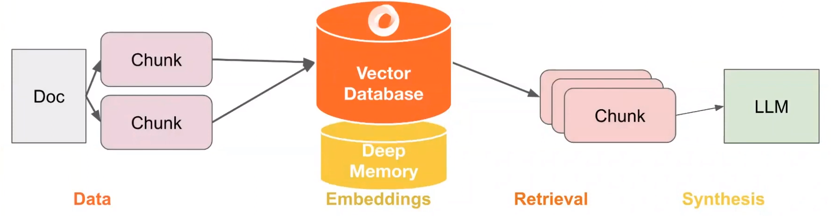 Doc
Chunk
Chunk
Vector
Database
Deep
Memory
Chunk
LLM
Data
Embeddings
Retrieval
Synthesis